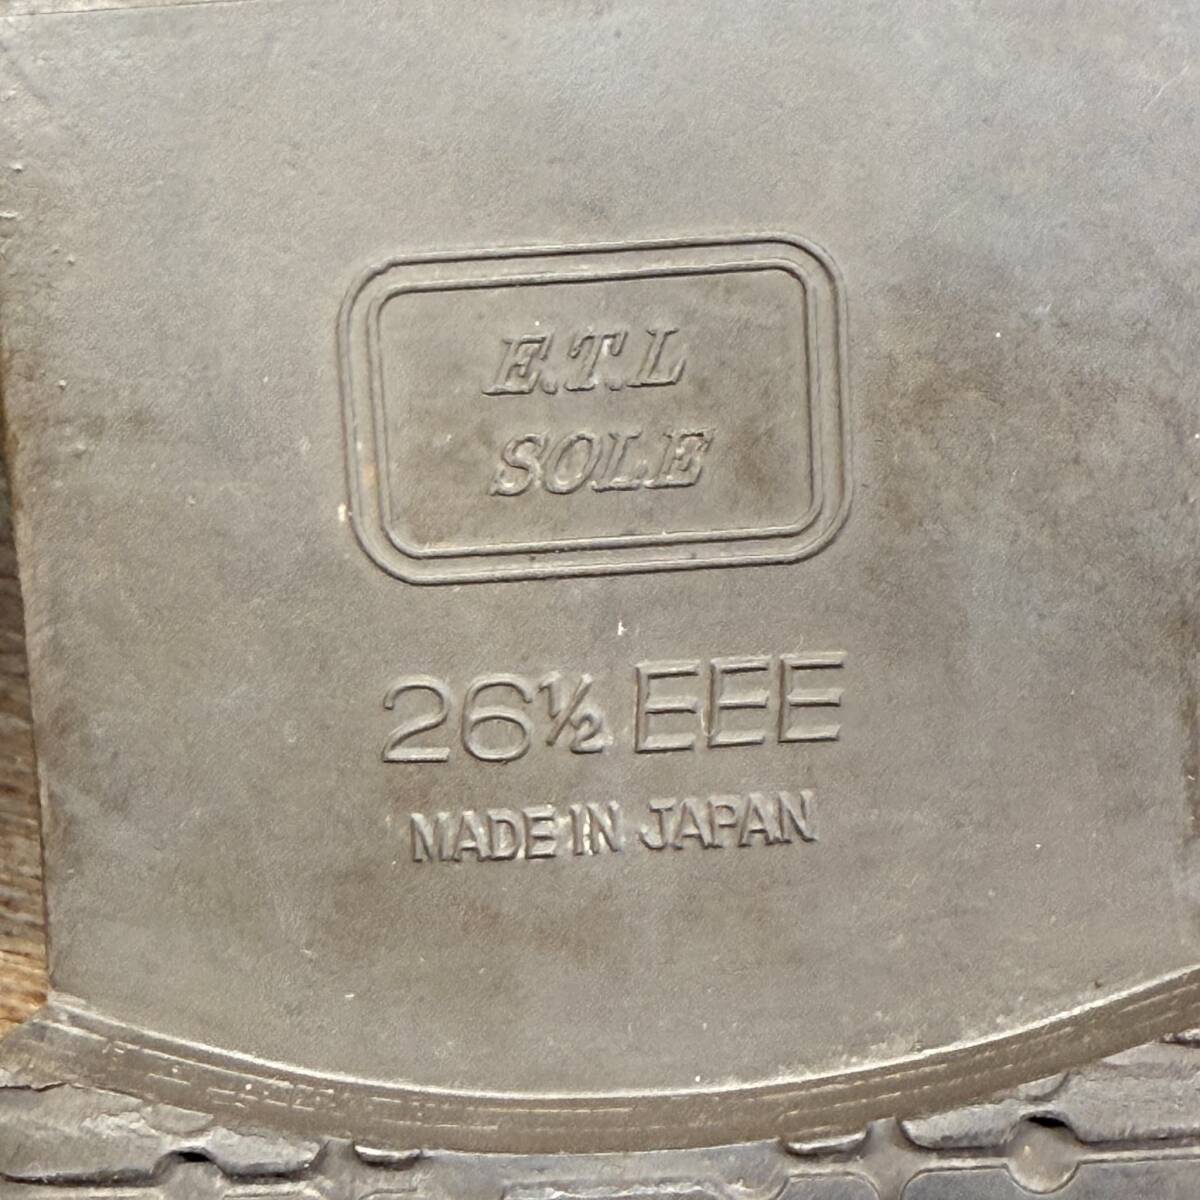 E.T.L
SOLE
26½ EEE
MADE IN JAPAN